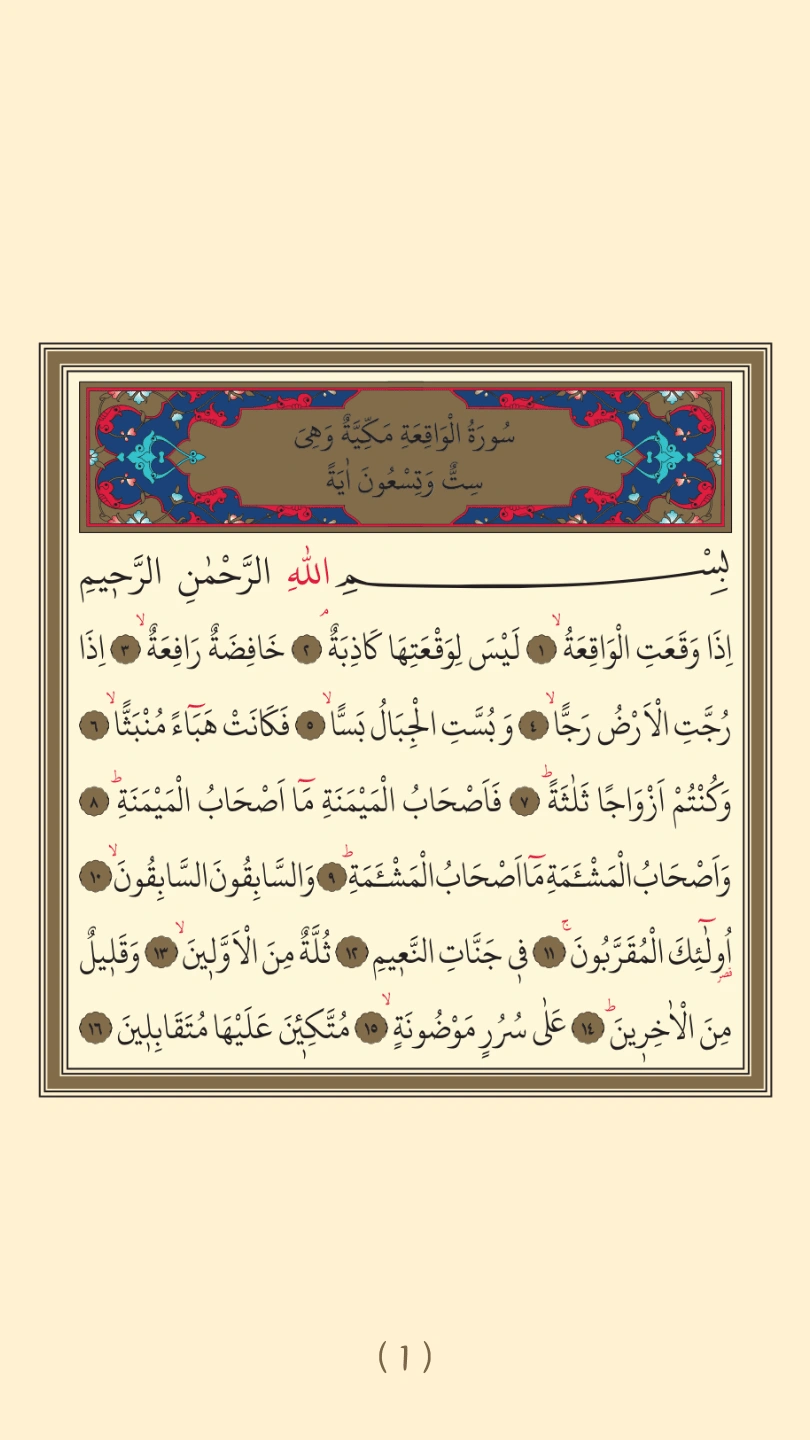 سُورَةُ الْوَاقِعَةِ مَكِّيَّةٌ وَهِىَ
سِتٌّ وَتِسْعُونَ اٰيَةً
بِسْمِ اللّٰهِ الرَّحْمٰنِ الرَّحٖيمِ
اِذَا وَقَعَتِ الْوَاقِعَةُۙ ﴿١﴾ لَيْسَ لِوَقْعَتِهَا كَاذِبَةٌۢ ﴿٢﴾ خَافِضَةٌ رَافِعَةٌۙ ﴿٣﴾ اِذَا
رُجَّتِ الْاَرْضُ رَجًّاۙ ﴿٤﴾ وَبُسَّتِ الْجِبَالُ بَسًّاۙ ﴿٥﴾ فَكَانَتْ هَبَٓاءً مُنْبَثًّاۙ ﴿٦﴾
وَكُنْتُمْ اَزْوَاجًا ثَلٰثَةًؕ ﴿٧﴾ فَاَصْحَابُ الْمَيْمَنَةِ مَٓا اَصْحَابُ الْمَيْمَنَةِؕ ﴿٨﴾
وَاَصْحَابُ الْمَشْـَٔمَةِ مَٓا اَصْحَابُ الْمَشْـَٔمَةِؕ ﴿٩﴾ وَالسَّابِقُونَ السَّابِقُونَۙ ﴿١٠﴾
اُو۬لٰٓئِكَ الْمُقَرَّبُونَۚ ﴿١١﴾ فٖى جَنَّاتِ النَّعٖيمِ ﴿١٢﴾ ثُلَّةٌ مِنَ الْاَوَّلٖينَۙ ﴿١٣﴾ وَقَلٖيلٌ
مِنَ الْاٰخِرٖينَؕ ﴿١٤﴾ عَلٰى سُرُرٍ مَوْضُونَةٍۙ ﴿١٥﴾ مُتَّكِـٖٔينَ عَلَيْهَا مُتَقَابِلٖينَ ﴿١٦﴾
( 1 )